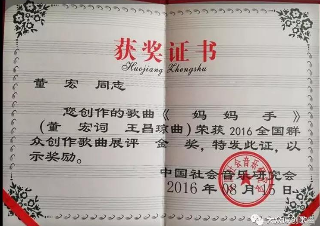 获奖证书
Huojiang Zhengshu
董 宏 同志
您创作的歌曲《 妈妈手 》
(董 宏词 王昌琼曲)荣获2016全国群
众创作歌曲展评 金 奖，特发此证，以
示奖励。
中国社会音乐研究会
2016年08月15日